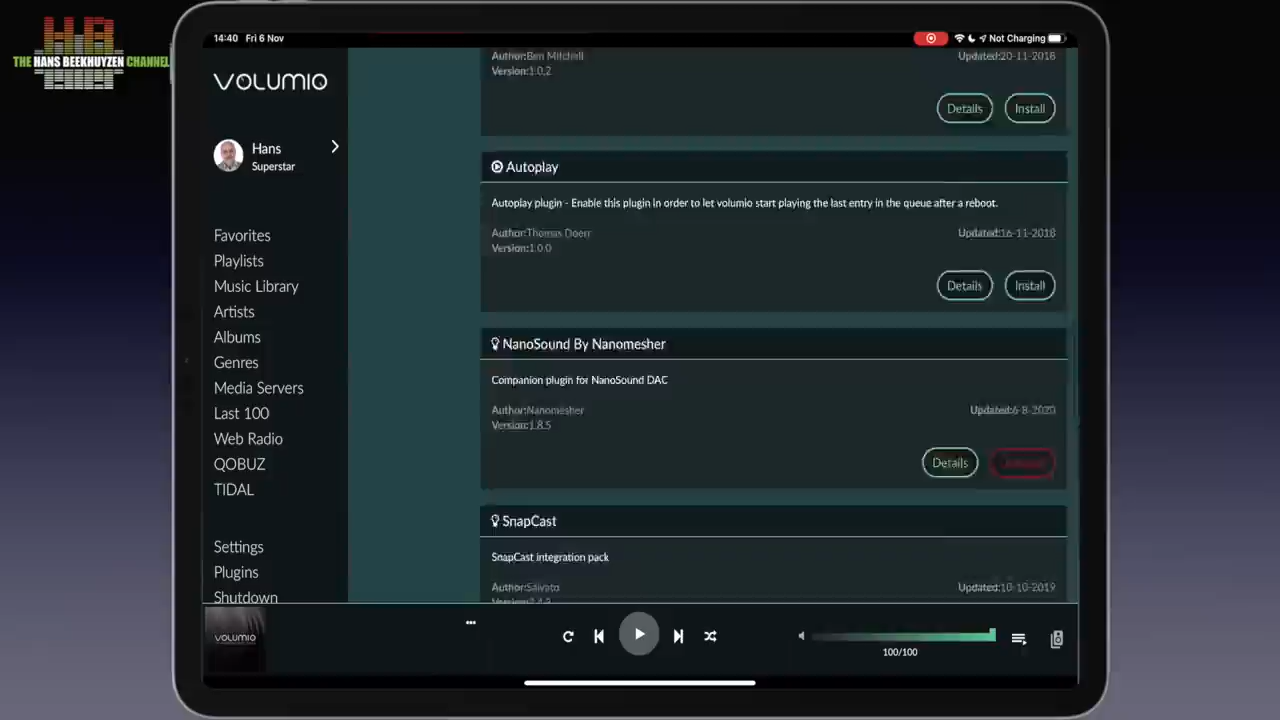 THE HANS BEEKHUYZEN CHANNEL
14:40 Fri 6 Nov
Not Charging
VOLUMIO
Hans
Superstar
Favorites
Playlists
Music Library
Artists
Albums
Genres
Media Servers
Last 100
Web Radio
QOBUZ
TIDAL
Settings
Plugins
Shutdown
Author:Ben Mitchell
Updated:20-11-2018
Version:1.0.2
Details
Install
Autoplay
Autoplay plugin - Enable this plugin in order to let volumio start playing the last entry in the queue after a reboot.
Author:Thomas Doerr
Updated:16-11-2018
Version:1.0.0
Details
Install
NanoSound By Nanomesher
Companion plugin for NanoSound DAC
Author:Nanomesher
Updated:6-8-2020
Version:1.8.5
Details
SnapCast
SnapCast integration pack
Author:Saivato
Updated:10-10-2019
VOLUMIO
100/100